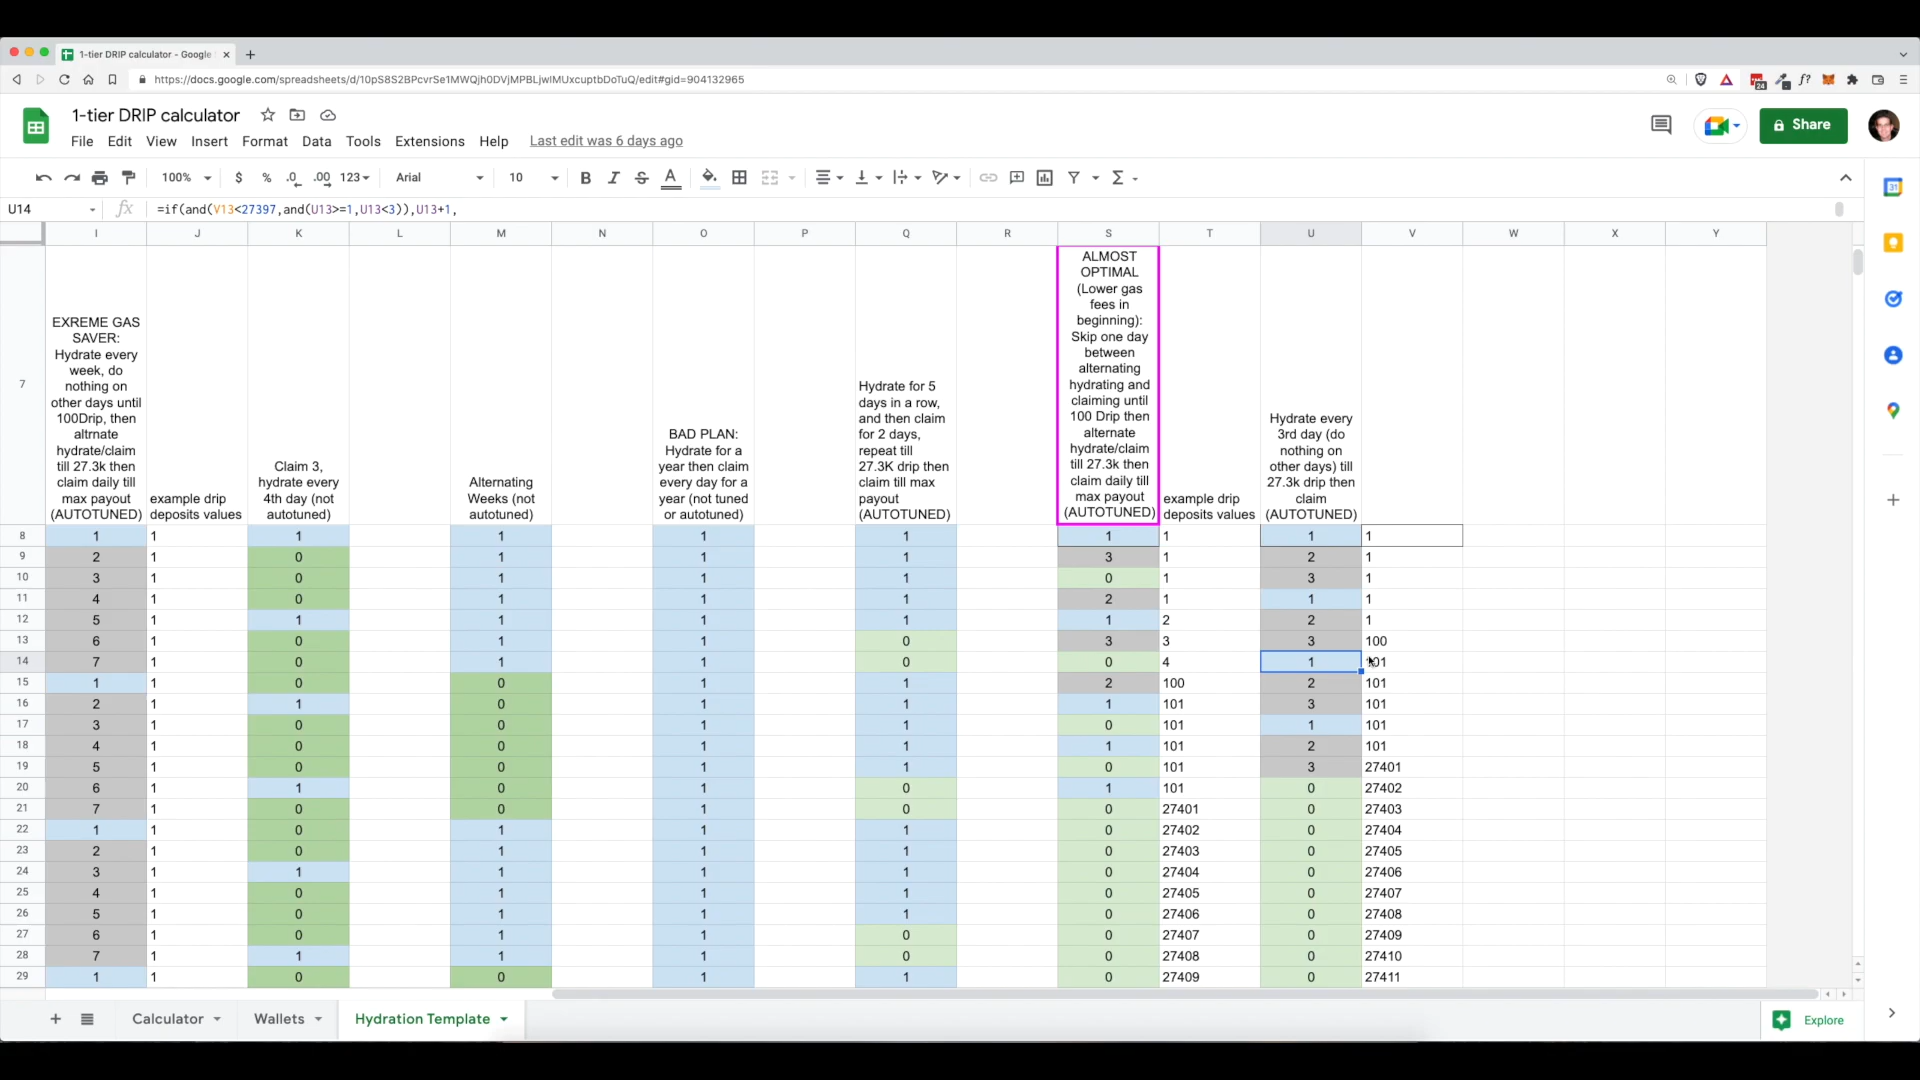 1-tier DRIP calculator - Google
https://docs.google.com/spreadsheets/d/10pS8S2BPcvrSe1MWQjh0DVjMPBLjwIMUxcuptbDoTuQ/edit#gid=904132965
24
f?
1-tier DRIP calculator
File Edit View Insert Format Data Tools Extensions Help Last edit was 6 days ago
Share
100% $ % .0 .00 123 Arial 10 B I S A Σ
31
U14 fx =if(and(V13<27397,and(U13>=1,U13<3)),U13+1,
I J K L M N O P Q R S T U V W X Y
7
EXREME GAS
SAVER:
Hydrate every
week, do
nothing on
other days until
100Drip, then
altrnate
hydrate/claim
till 27.3k then
claim daily till
max payout
(AUTOTUNED)
example drip
deposits values
Claim 3,
hydrate every
4th day (not
autotuned)
Alternating
Weeks (not
autotuned)
BAD PLAN:
Hydrate for a
year then claim
every day for a
year (not tuned
or autotuned)
Hydrate for 5
days in a row,
and then claim
for 2 days,
repeat till
27.3K drip then
claim till max
payout
(AUTOTUNED)
ALMOST
OPTIMAL
(Lower gas
fees in
beginning):
Skip one day
between
alternating
hydrating and
claiming until
100 Drip then
alternate
hydrate/claim
till 27.3k then
claim daily till
max payout
(AUTOTUNED)
example drip
deposits values
Hydrate every
3rd day (do
nothing on
other days) till
27.3k drip then
claim
(AUTOTUNED)
8 1 1 1 1 1 1 1 1 1 1
9 2 1 0 1 1 1 3 1 2 1
10 3 1 0 1 1 1 0 1 3 1
11 4 1 0 1 1 1 2 1 1 1
12 5 1 1 1 1 1 1 2 2 1
13 6 1 0 1 1 0 3 3 3 100
14 7 1 0 1 1 0 0 4 1 101
15 1 1 0 0 1 1 2 100 2 101
16 2 1 1 0 1 1 1 101 3 101
17 3 1 0 0 1 1 0 101 1 101
18 4 1 0 0 1 1 1 101 2 101
19 5 1 0 0 1 1 0 101 3 27401
20 6 1 1 0 1 0 1 101 0 27402
21 7 1 0 0 1 0 0 27401 0 27403
22 1 1 0 1 1 1 0 27402 0 27404
23 2 1 0 1 1 1 0 27403 0 27405
24 3 1 1 1 1 1 0 27404 0 27406
25 4 1 0 1 1 1 0 27405 0 27407
26 5 1 0 1 1 1 0 27406 0 27408
27 6 1 0 1 1 0 0 27407 0 27409
28 7 1 1 1 1 0 0 27408 0 27410
29 1 1 0 0 1 1 0 27409 0 27411
Calculator Wallets Hydration Template Explore